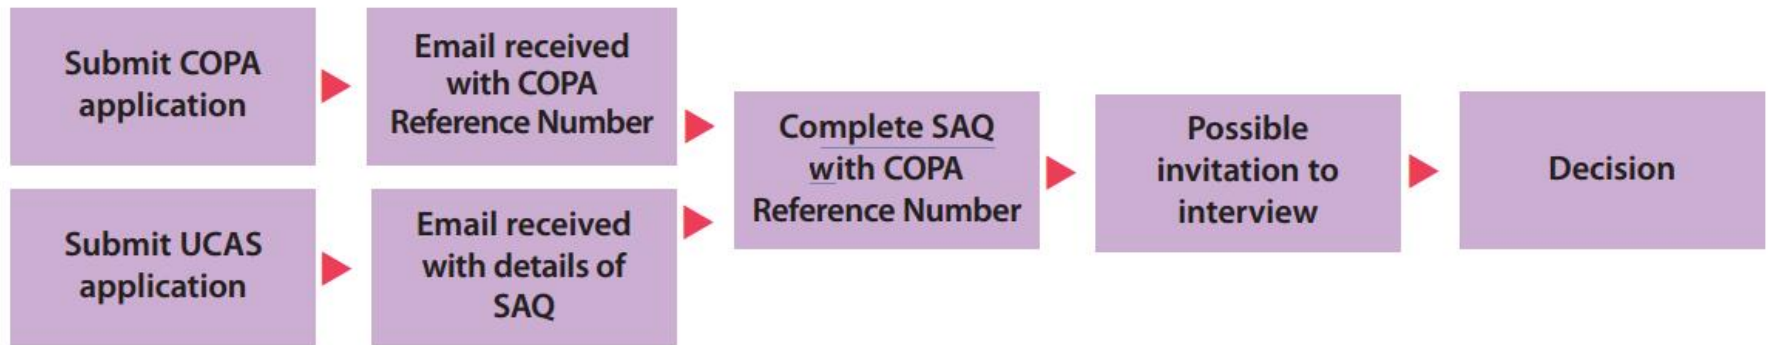 Submit COPA
application
Email received
with COPA
Reference Number
Submit UCAS
application
Email received
with details of
SAQ
Complete SAQ
with COPA
Reference Number
Possible
invitation to
interview
Decision